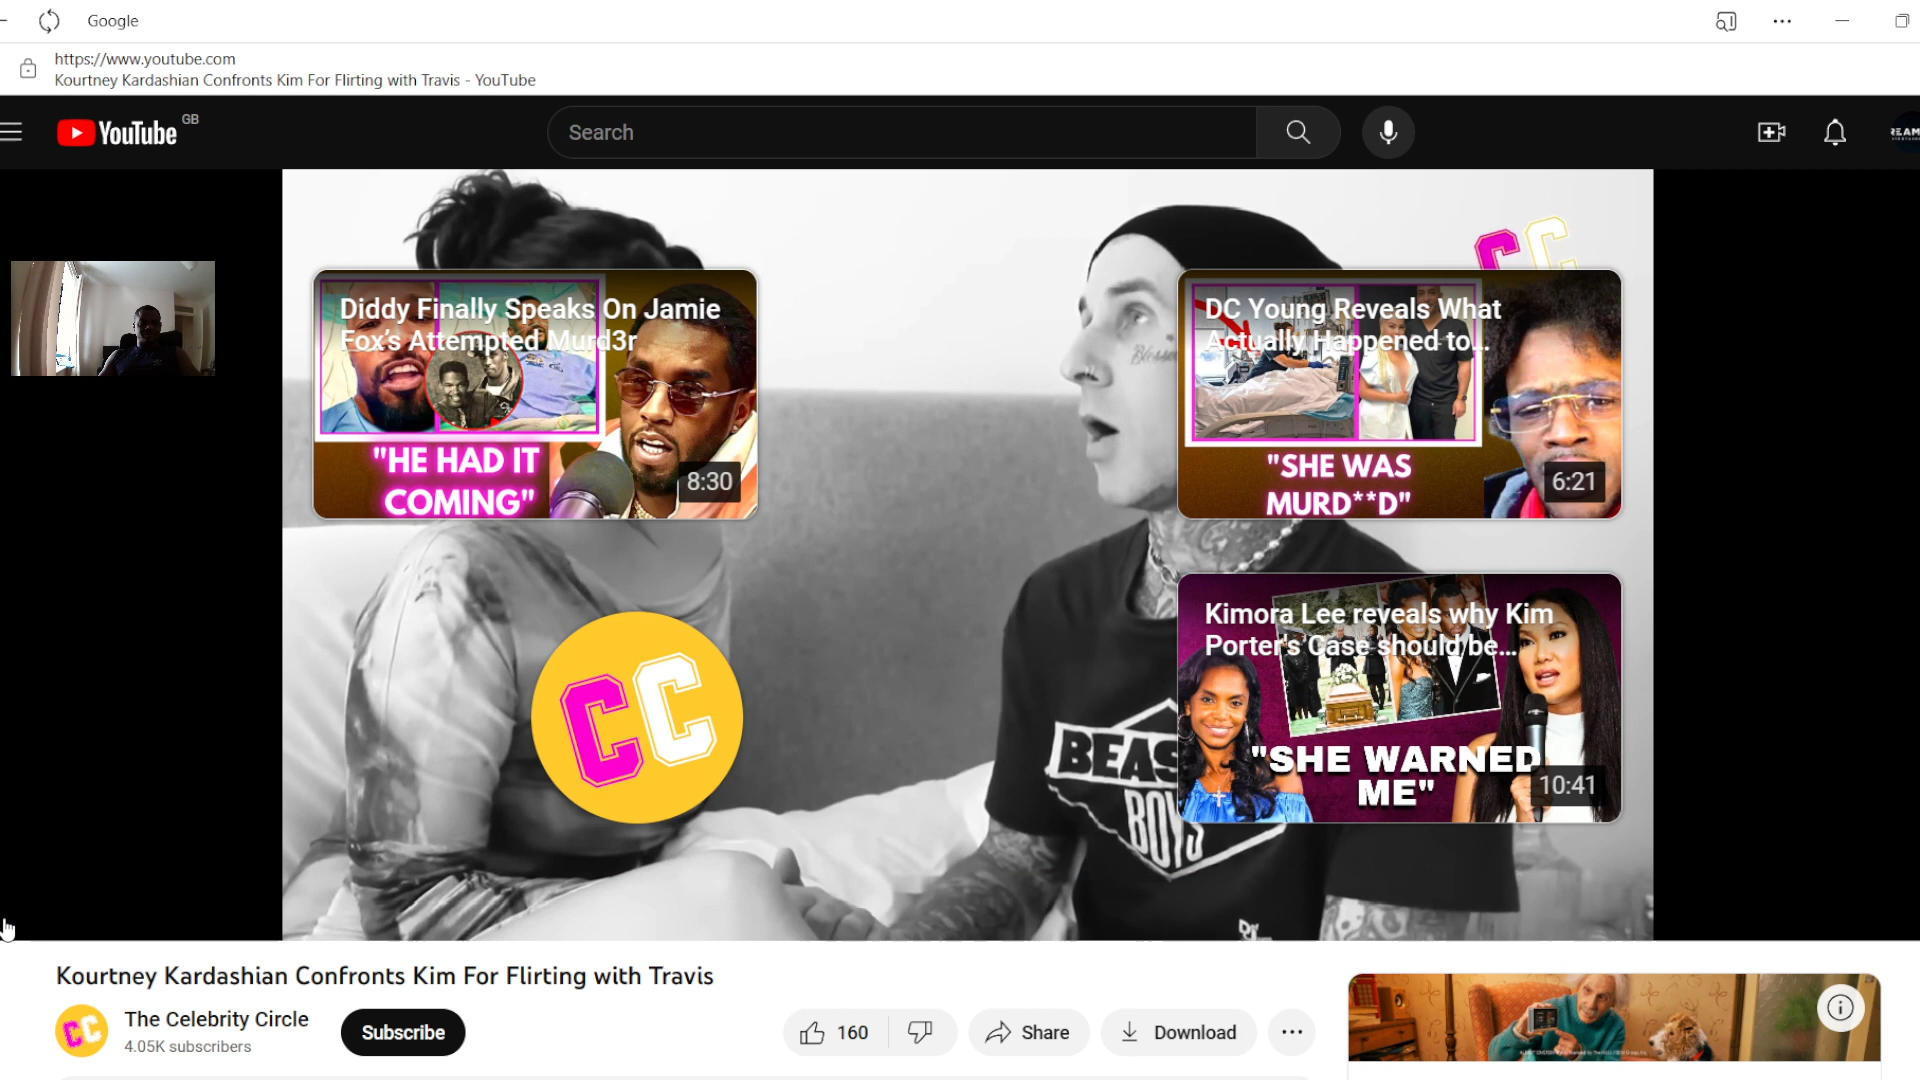 Google
https://www.youtube.com
Kourtney Kardashian Confronts Kim For Flirting with Travis - YouTube
YouTube GB
Search
CC
Diddy Finally Speaks On Jamie
Fox's Attempted Murd3r
"HE HAD IT
COMING"
8:30
DC Young Reveals What
Actually Happened to...
"SHE WAS
MURD**D"
6:21
Kimora Lee reveals why Kim
Porter's Case should be...
"SHE WARNED
ME"
10:41
CC
BOYS
Kourtney Kardashian Confronts Kim For Flirting with Travis
CC
The Celebrity Circle
4.05K subscribers
Subscribe
160
Share
Download